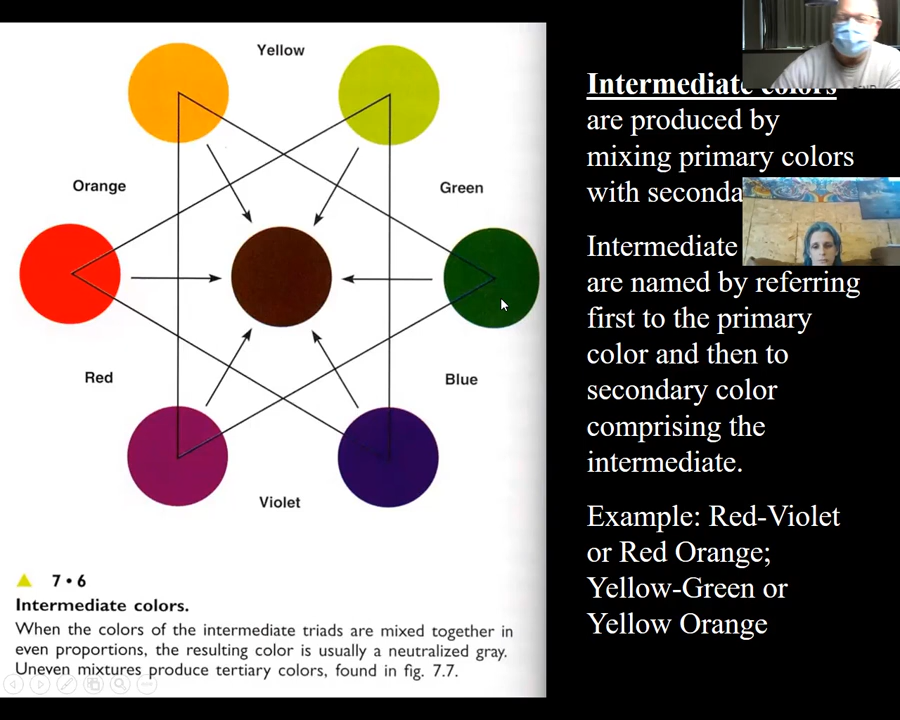 Yellow
Orange
Green
Red
Blue
Violet
7 • 6
Intermediate colors.
When the colors of the intermediate triads are mixed together in
even proportions, the resulting color is usually a neutralized gray.
Uneven mixtures produce tertiary colors, found in fig. 7.7.
Intermediate colors
are produced by
mixing primary colors
with
Intermediate
are named by referring
first to the primary
color and then to
secondary color
comprising the
intermediate.
Example: Red-Violet
or Red Orange;
Yellow-Green or
Yellow Orange